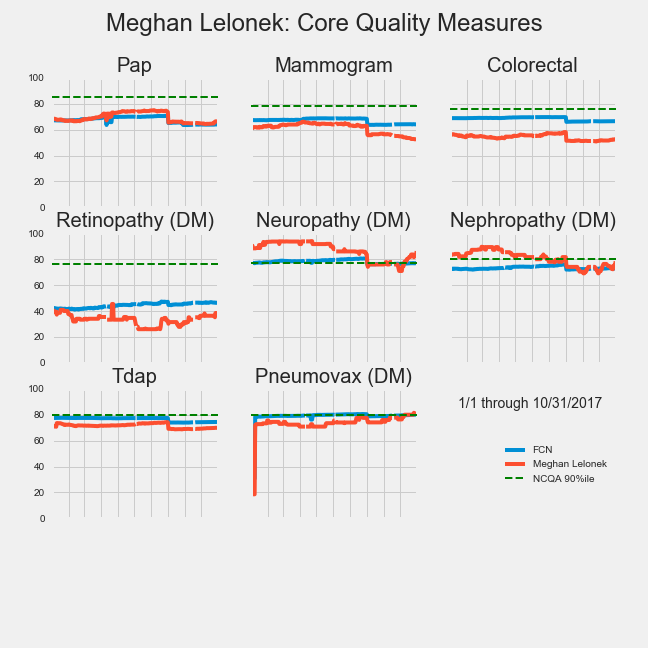 Meghan Lelonek: Core Quality Measures
Pap
Mammogram
Colorectal
100
80
60
40
20
0
Retinopathy (DM)
Neuropathy (DM)
Nephropathy (DM)
100
80
60
40
20
0
Tdap
Pneumovax (DM)
100
80
60
40
20
0
1/1 through 10/31/2017
FCN
Meghan Lelonek
NCQA 90%ile